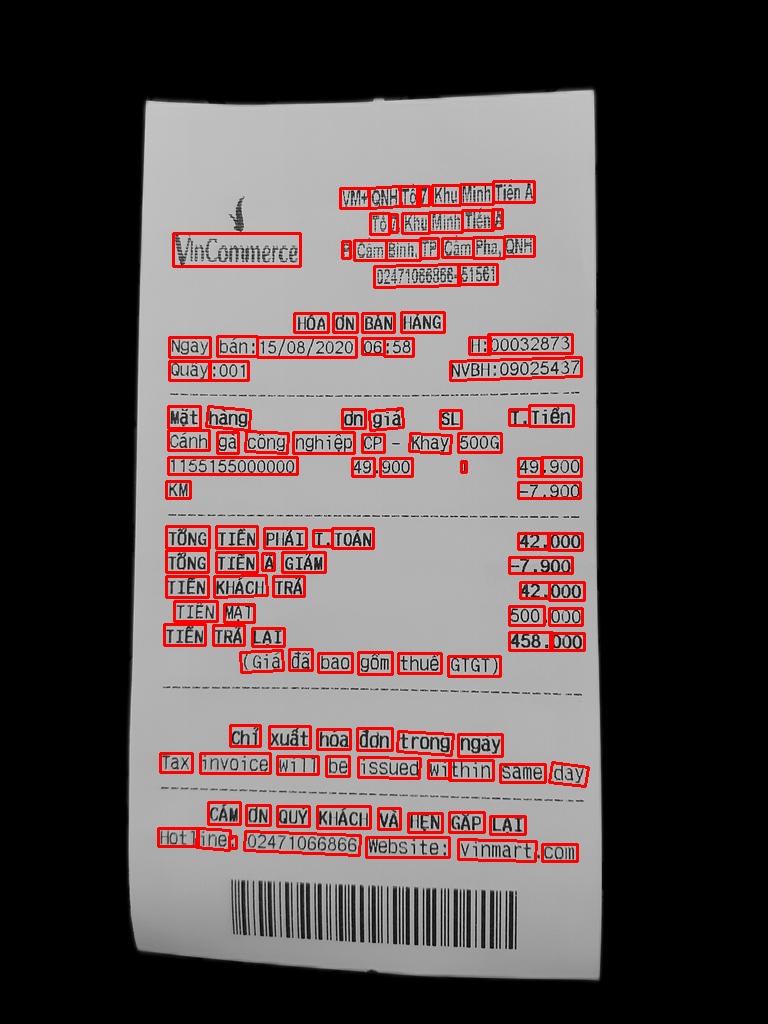 VinCommerce
VM+ QNH Tổ 7 Khu Minh Tiến A
Tổ 7, Khu Minh Tiến A
P Cẩm Bình, TP Cẩm Phả, QNH
02471066866-51561
HÓA ĐƠN BÁN HÀNG
Ngày bán:15/08/2020 06:58 HĐ:00032873
Quầy:001 NVBH:09025437
Mặt hàng Đơn giá SL T.Tiền
Cánh gà công nghiệp CP - Khay 500G
1155155000000 49.900 1 49.900
KM -7.900
TỔNG TIỀN PHẢI T.TOÁN 42.000
TỔNG TIỀN ĐÃ GIẢM -7.900
TIỀN KHÁCH TRẢ 42.000
TIỀN MẶT 500.000
TIỀN TRẢ LẠI 458.000
(Giá đã bao gồm thuế GTGT)
Chỉ xuất hóa đơn trong ngày
Tax invoice will be issued within same day
CẢM ƠN QUÝ KHÁCH VÀ HẸN GẶP LẠI
Hotline: 02471066866 Website: vinmart.com